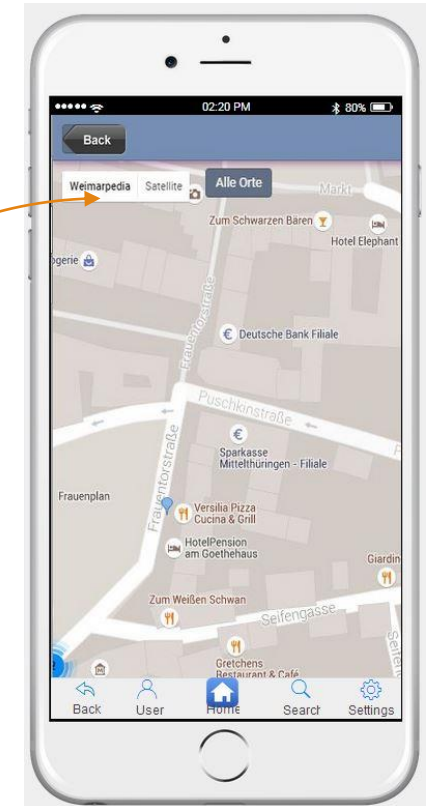 02:20 PM
80%
Back
Weimarpedia
Satellite
Alle Orte
Markt
Zum Schwarzen Bären
Hotel Elephant
ogerie
Frauentorstraße
Deutsche Bank Filiale
Puschkinstraße
Sparkasse
Mittelthüringen - Filiale
Frauentorstraße
Frauenplan
Versilia Pizza
Cucina & Grill
HotelPension
am Goethehaus
Giardin
Zum Weißen Schwan
Seifengasse
Seifen
Gretchens
Restaurant & Café
Back
User
Home
Search
Settings